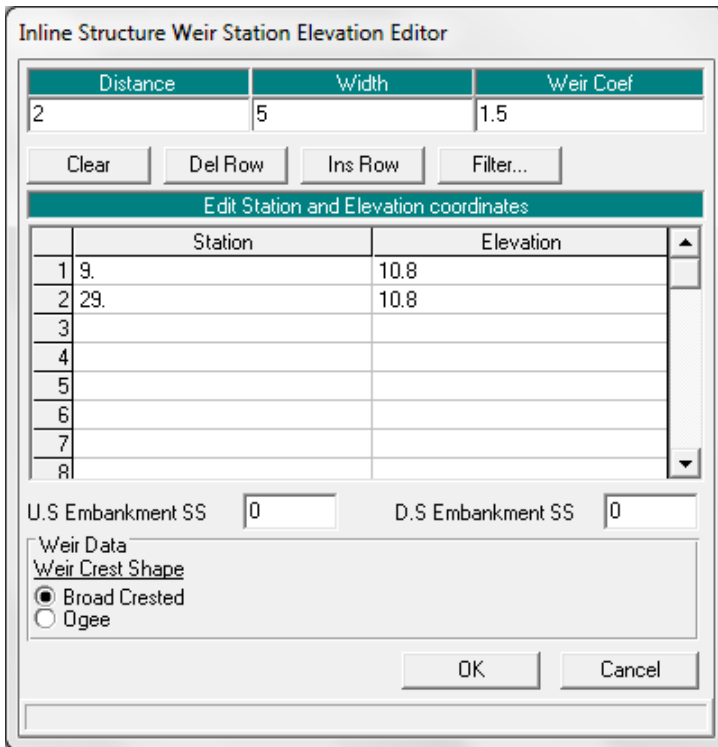 Inline Structure Weir Station Elevation Editor
Distance Width Weir Coef
2 5 1.5
Clear Del Row Ins Row Filter...
Edit Station and Elevation coordinates
Station Elevation
1 9. 10.8
2 29. 10.8
3
4
5
6
7
8
U.S Embankment SS 0 D.S Embankment SS 0
Weir Data
Weir Crest Shape
Broad Crested
Ogee
OK Cancel